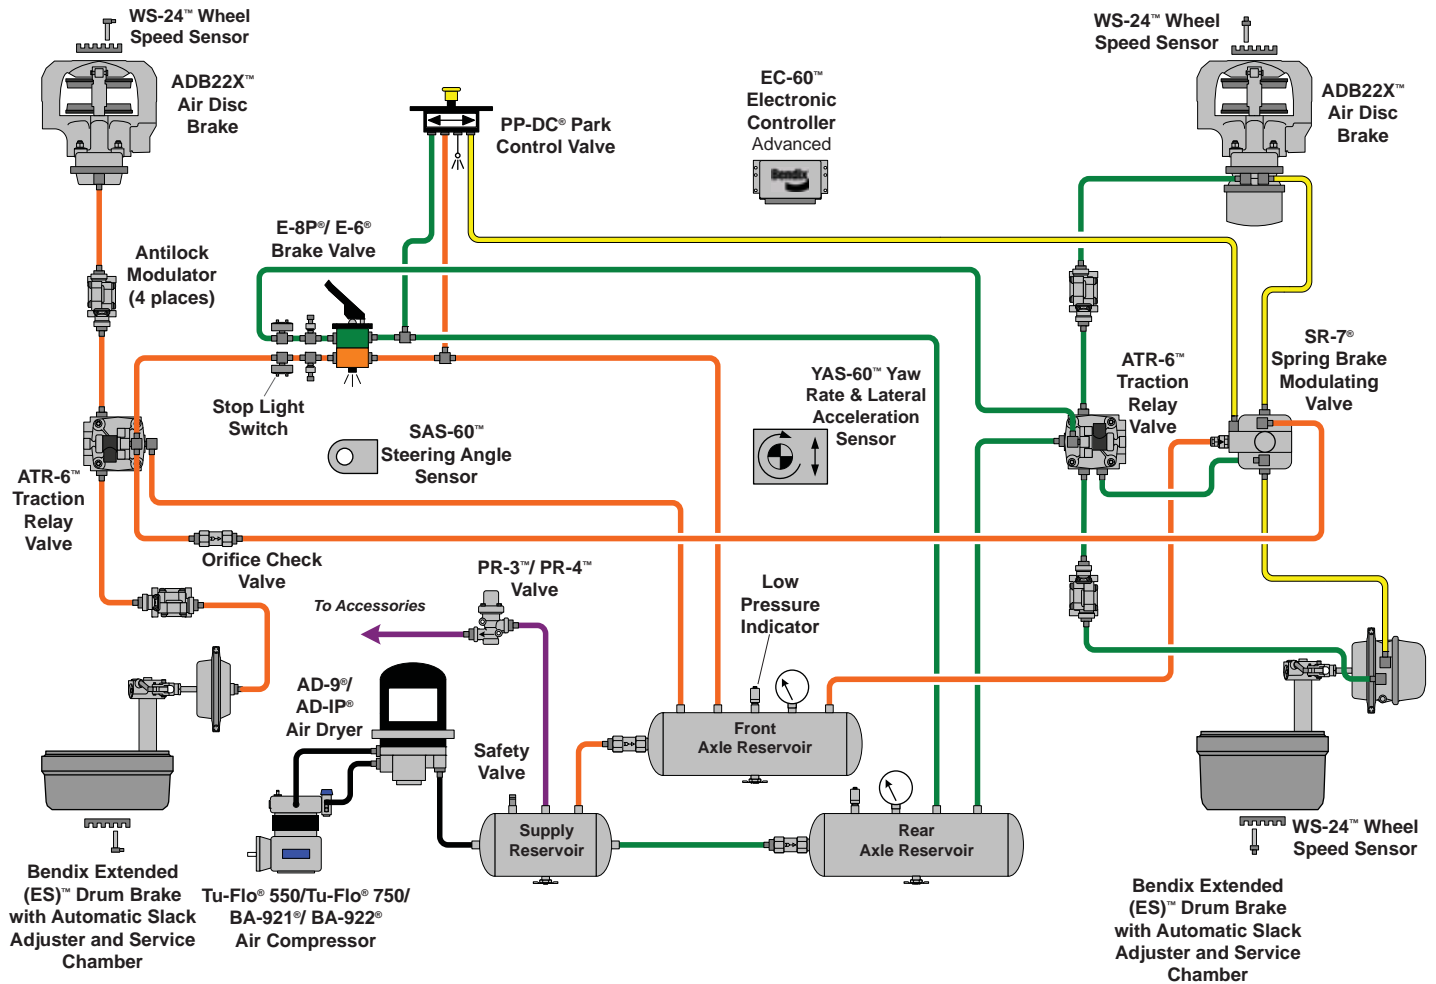 WS-24™ Wheel
Speed Sensor
ADB22X™
Air Disc
Brake
PP-DC® Park
Control Valve
EC-60™
Electronic
Controller
Advanced
Bendix
WS-24™ Wheel
Speed Sensor
ADB22X™
Air Disc
Brake
E-8P®/ E-6®
Brake Valve
Antilock
Modulator
(4 places)
Stop Light
Switch
SAS-60™
Steering Angle
Sensor
YAS-60™ Yaw
Rate & Lateral
Acceleration
Sensor
ATR-6™
Traction
Relay
Valve
SR-7®
Spring Brake
Modulating
Valve
ATR-6™
Traction
Relay
Valve
Orifice Check
Valve
PR-3™/ PR-4™
Valve
To Accessories
Low
Pressure
Indicator
AD-9®/
AD-IP®
Air Dryer
Safety
Valve
Front
Axle Reservoir
Supply
Reservoir
Rear
Axle Reservoir
Tu-Flo® 550/Tu-Flo® 750/
BA-921®/ BA-922®
Air Compressor
Bendix Extended
(ES)™ Drum Brake
with Automatic Slack
Adjuster and Service
Chamber
WS-24™ Wheel
Speed Sensor
Bendix Extended
(ES)™ Drum Brake
with Automatic Slack
Adjuster and Service
Chamber